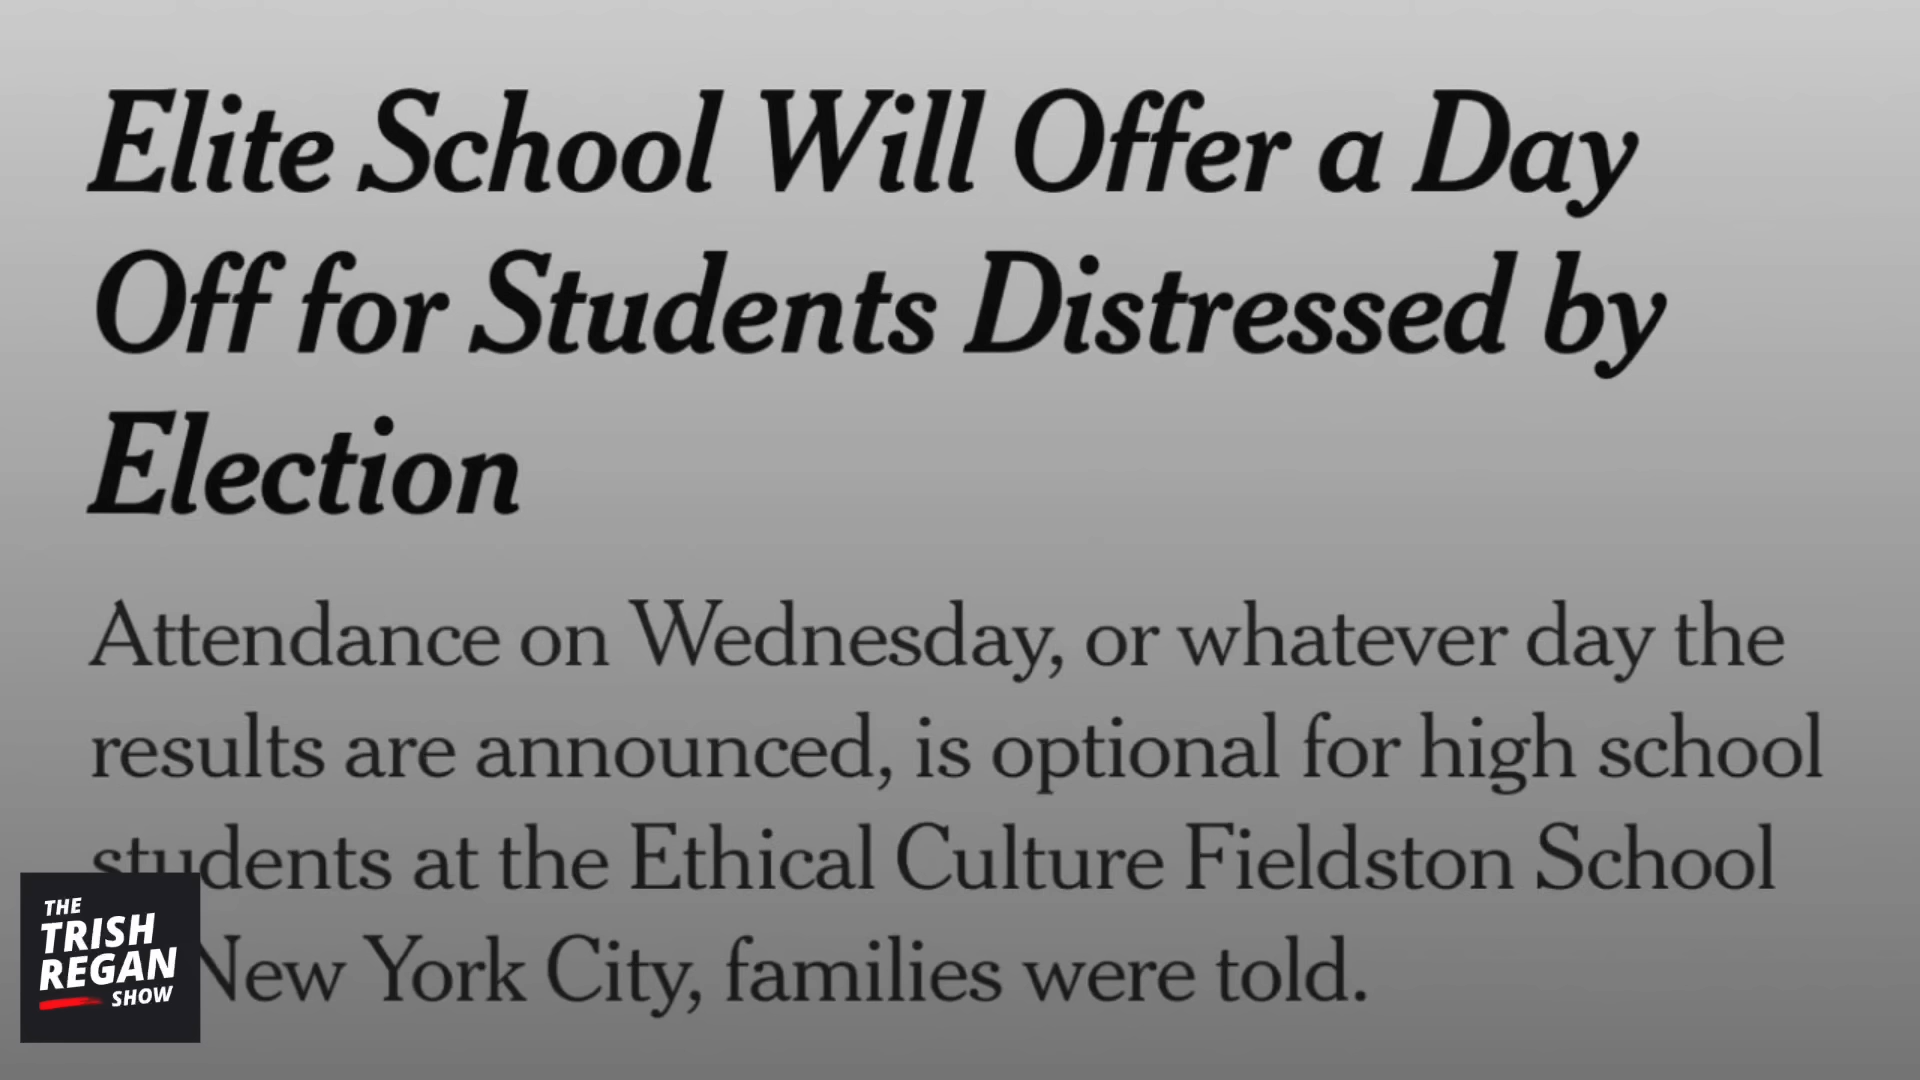 Elite School Will Offer a Day
Off for Students Distressed by
Election
Attendance on Wednesday, or whatever day the
results are announced, is optional for high school
students at the Ethical Culture Fieldston School
New York City, families were told.
THE
TRISH
REGAN
SHOW